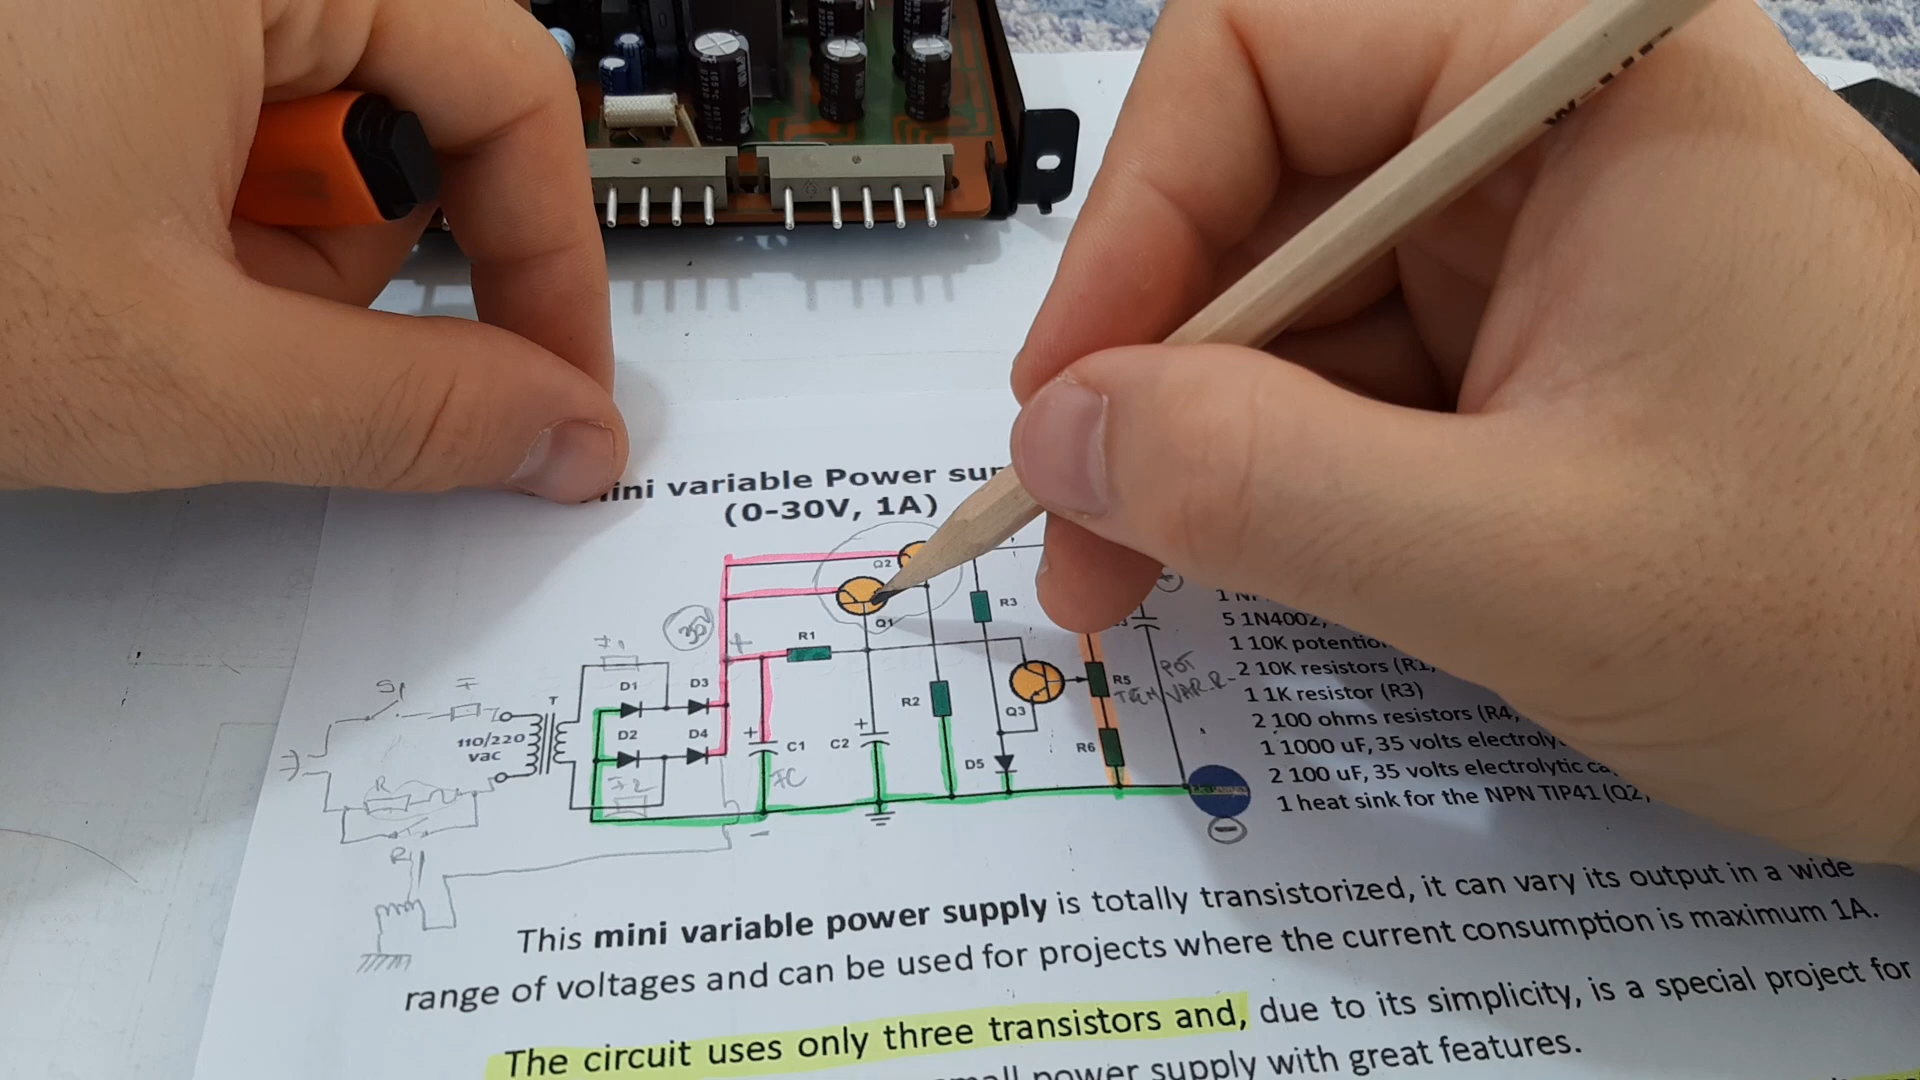 ini variable Power sup
(0-30V, 1A)
Q2
Q1
R3
R1
D1
D3
R2
Q3
R5
POT
VAR.R-
S1
F
T
110/220
vac
D2
D4
C1
C2
D5
R6
R
+
+
+
-
5 1N4002,
1 10K potentio
2 10K resistors (R1,
1 1K resistor (R3)
2 100 ohms resistors (R4,
1 1000 uF, 35 volts electroly
2 100 uF, 35 volts electrolytic ca
1 heat sink for the NPN TIP41 (Q2,
This mini variable power supply is totally transistorized, it can vary its output in a wide
range of voltages and can be used for projects where the current consumption is maximum 1A.
The circuit uses only three transistors and, due to its simplicity, is a special project for
power supply with great features.